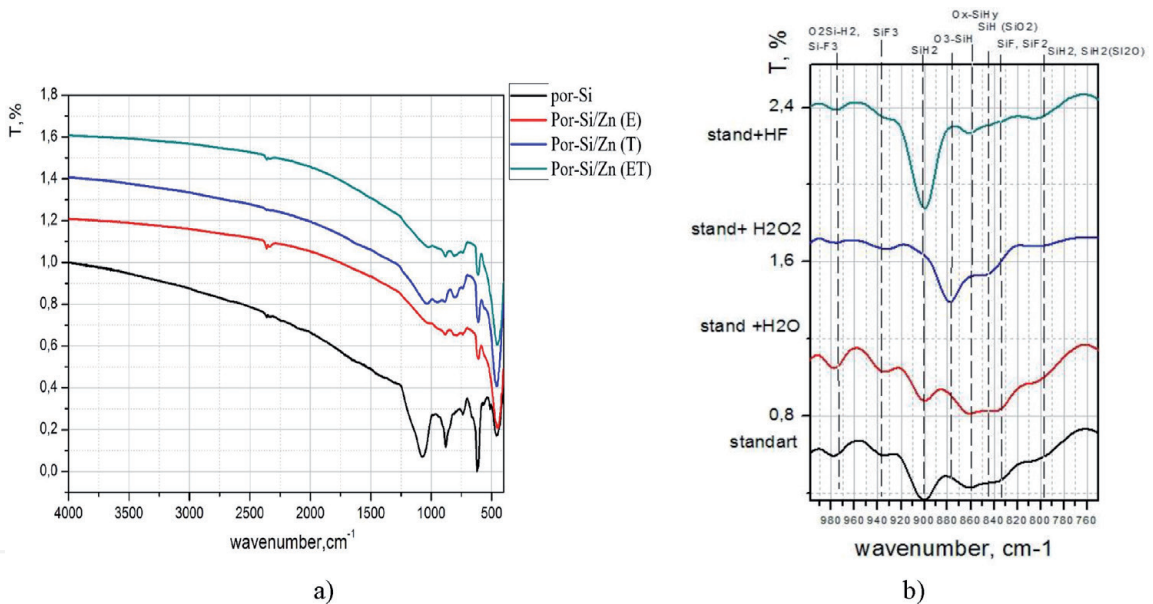 1.8
1.6
1.4
1.2
1.0
0,8
0,6
0,4
0,2
0,0
T,%
4000 3000 2500 2000 1500 1000 500
wavenumber,cm-1
por-Si
Por-Si/Zn (E)
Por-Si/Zn (T)
Por-Si/Zn (ET)
a)
O2Si-H2,
Si-F3
SiF3
SiH2
O3-SiH
Ox-SiHy
SiH (SiO2)
SiF, SiF2
SiH2, SiH2(SI2O)
T, %
2,4
stand+HF
stand+ H2O2
1,6
stand +H2O
0,8
standart
980 960 940 920 900 880 860 840 820 800 780 760
wavenumber, cm-1
b)